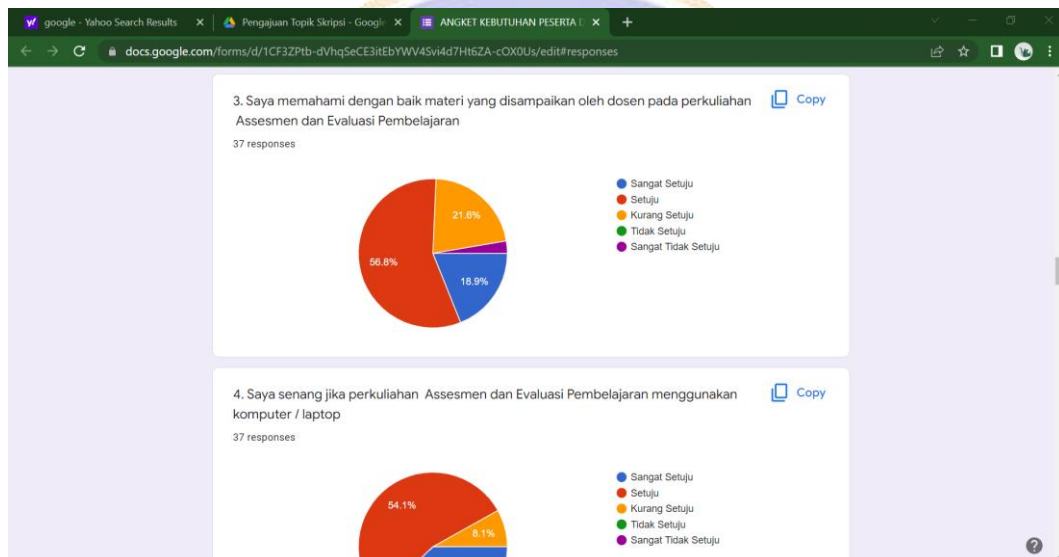 google - Yahoo Search Results
Pengajuan Topik Skripsi - Google
ANGKET KEBUTUHAN PESERTA D
docs.google.com/forms/d/1CF3ZPtb-dVhqSeCE3itEbYWV4Svi4d7Ht6ZA-cOX0Us/edit#responses
3. Saya memahami dengan baik materi yang disampaikan oleh dosen pada perkuliahan
Assesmen dan Evaluasi Pembelajaran
Copy
37 responses
Sangat Setuju
Setuju
Kurang Setuju
Tidak Setuju
Sangat Tidak Setuju
21.6%
56.8%
18.9%
4. Saya senang jika perkuliahan Assesmen dan Evaluasi Pembelajaran menggunakan
komputer / laptop
Copy
37 responses
Sangat Setuju
Setuju
Kurang Setuju
Tidak Setuju
Sangat Tidak Setuju
54.1%
8.1%